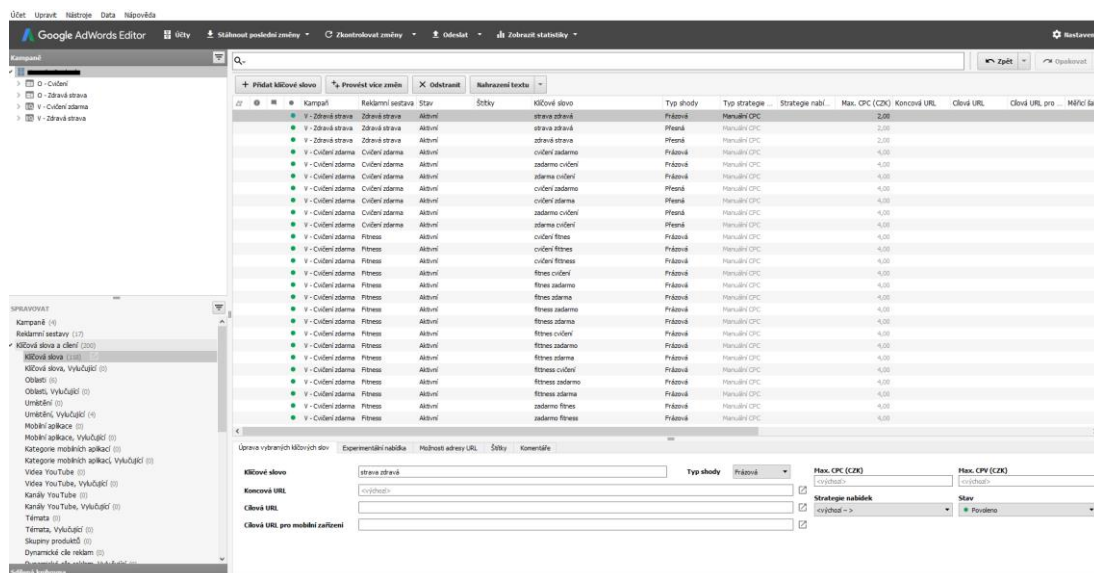 Účet Upravit Nástroje Data Nápověda
Google AdWords Editor Účty Stáhnout poslední změny Zkontrolovat změny Odeslat Zobrazit statistiky Nastavení
Kampaně
O - Cvičení
O - Zdravá strava
V - Cvičení zdarma
V - Zdravá strava
Zpět Opakovat
+ Přidat klíčové slovo Provést více změn Odstranit Nahrazení textu
Kampaň Reklamní sestava Stav Štítky Klíčové slovo Typ shody Typ strategie ... Strategie nabí... Max. CPC (CZK) Koncová URL Cílová URL Cílová URL pro ... Měřicí ša
V - Zdravá strava Zdravá strava Aktivní strava zdravá Frázová Manuální CPC 2,00
V - Zdravá strava Zdravá strava Aktivní strava zdravá Přesná Manuální CPC 2,00
V - Zdravá strava Zdravá strava Aktivní zdravá strava Přesná Manuální CPC 2,00
V - Cvičení zdarma Cvičení zdarma Aktivní cvičení zadarmo Frázová Manuální CPC 4,00
V - Cvičení zdarma Cvičení zdarma Aktivní zadarmo cvičení Frázová Manuální CPC 4,00
V - Cvičení zdarma Cvičení zdarma Aktivní zdarma cvičení Frázová Manuální CPC 4,00
V - Cvičení zdarma Cvičení zdarma Aktivní cvičení zadarmo Přesná Manuální CPC 4,00
V - Cvičení zdarma Cvičení zdarma Aktivní cvičení zdarma Přesná Manuální CPC 4,00
V - Cvičení zdarma Cvičení zdarma Aktivní zadarmo cvičení Přesná Manuální CPC 4,00
V - Cvičení zdarma Cvičení zdarma Aktivní zdarma cvičení Přesná Manuální CPC 4,00
V - Cvičení zdarma Fitness Aktivní cvičení fitnes Frázová Manuální CPC 4,00
V - Cvičení zdarma Fitness Aktivní cvičení fittnes Frázová Manuální CPC 4,00
V - Cvičení zdarma Fitness Aktivní cvičení fittness Frázová Manuální CPC 4,00
V - Cvičení zdarma Fitness Aktivní fitnes cvičení Frázová Manuální CPC 4,00
V - Cvičení zdarma Fitness Aktivní fitnes zadarmo Frázová Manuální CPC 4,00
V - Cvičení zdarma Fitness Aktivní fitnes zdarma Frázová Manuální CPC 4,00
V - Cvičení zdarma Fitness Aktivní fitness zadarmo Frázová Manuální CPC 4,00
V - Cvičení zdarma Fitness Aktivní fitness zdarma Frázová Manuální CPC 4,00
V - Cvičení zdarma Fitness Aktivní fittnes cvičení Frázová Manuální CPC 4,00
V - Cvičení zdarma Fitness Aktivní fittnes zadarmo Frázová Manuální CPC 4,00
V - Cvičení zdarma Fitness Aktivní fittnes zdarma Frázová Manuální CPC 4,00
V - Cvičení zdarma Fitness Aktivní fittness cvičení Frázová Manuální CPC 4,00
V - Cvičení zdarma Fitness Aktivní fittness zadarmo Frázová Manuální CPC 4,00
V - Cvičení zdarma Fitness Aktivní fittness zdarma Frázová Manuální CPC 4,00
V - Cvičení zdarma Fitness Aktivní zadarmo fitnes Frázová Manuální CPC 4,00
V - Cvičení zdarma Fitness Aktivní zadarmo fitness Frázová Manuální CPC 4,00
SPRAVOVAT
Kampaně (4)
Reklamní sestavy (17)
Klíčová slova a cílení (200)
Klíčová slova
Klíčová slova, Vylučující (0)
Oblasti (6)
Oblasti, Vylučující (0)
Umístění (0)
Umístění, Vylučující (4)
Mobilní aplikace (0)
Mobilní aplikace, Vylučující (0)
Kategorie mobilních aplikací (0)
Kategorie mobilních aplikací, Vylučující (0)
Videa YouTube (0)
Videa YouTube, Vylučující (0)
Kanály YouTube (0)
Kanály YouTube, Vylučující (0)
Témata (0)
Témata, Vylučující (0)
Skupiny produktů (0)
Dynamické cíle reklam (0)
Úprava vybraných klíčových slov Experimentální nabídka Možnosti adresy URL Štítky Komentáře
Klíčové slovo strava zdravá Typ shody Frázová Max. CPC (CZK) <výchozí> Max. CPV (CZK) <výchozí>
Koncová URL <výchozí> Strategie nabídek <výchozí – > Stav Povoleno
Cílová URL
Cílová URL pro mobilní zařízení